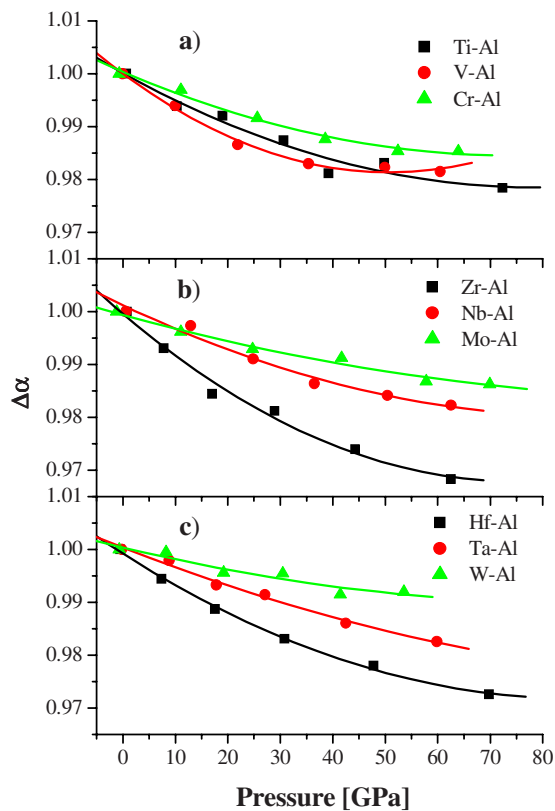 1.01
a)
Ti-Al
1.00
V-Al
Cr-Al
0.99
0.98
0.97
1.01
b)
Zr-Al
1.00
Nb-Al
Mo-Al
0.99
Δα
0.98
0.97
1.01
c)
Hf-Al
1.00
Ta-Al
W-Al
0.99
0.98
0.97
0 10 20 30 40 50 60 70 80
Pressure [GPa]